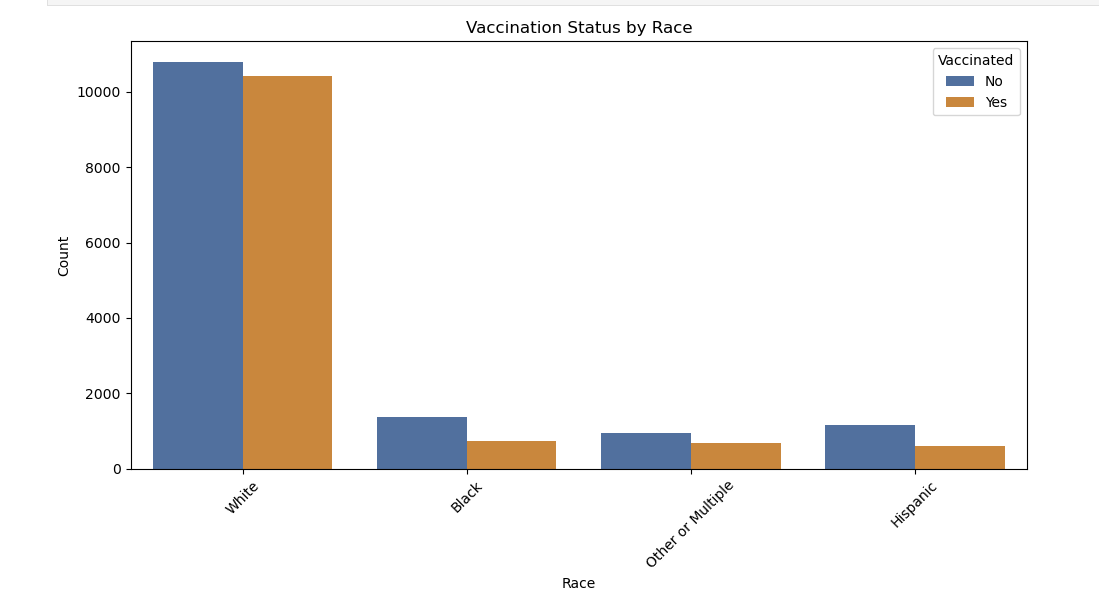 Vaccination Status by Race
Vaccinated
No
Yes
10000
8000
6000
4000
2000
0
Count
White
Black
Other or Multiple
Hispanic
Race